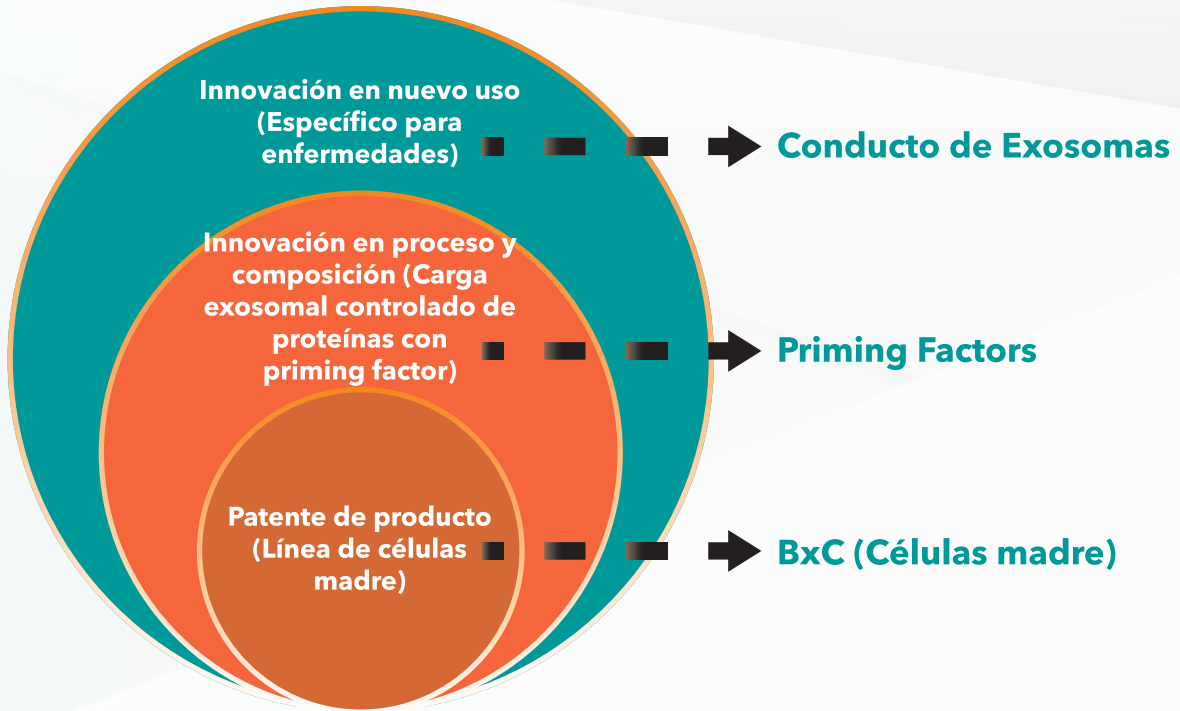 Innovación en nuevo uso
(Específico para
enfermedades)
Conducto de Exosomas
Innovación en proceso y
composición (Carga
exosomal controlado de
proteínas con
priming factor)
Priming Factors
Patente de producto
(Línea de células
madre)
BxC (Células madre)